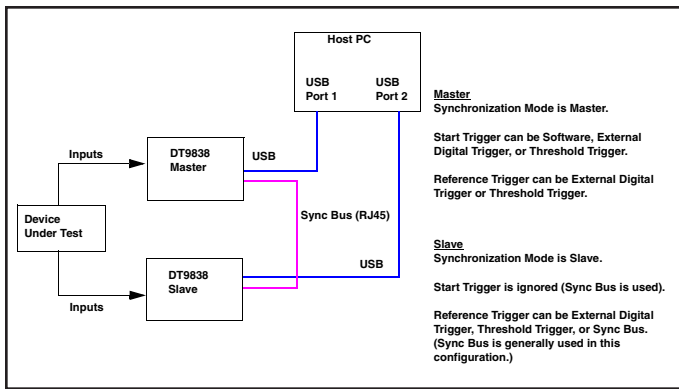 Host PC
USB
Port 1
USB
Port 2
Master
Synchronization Mode is Master.
Start Trigger can be Software, External
Digital Trigger, or Threshold Trigger.
Reference Trigger can be External Digital
Trigger or Threshold Trigger.
Inputs
DT9838
Master
USB
Sync Bus (RJ45)
Device
Under Test
Slave
Synchronization Mode is Slave.
Start Trigger is ignored (Sync Bus is used).
Reference Trigger can be External Digital
Trigger, Threshold Trigger, or Sync Bus.
(Sync Bus is generally used in this
configuration.)
USB
DT9838
Slave
Inputs